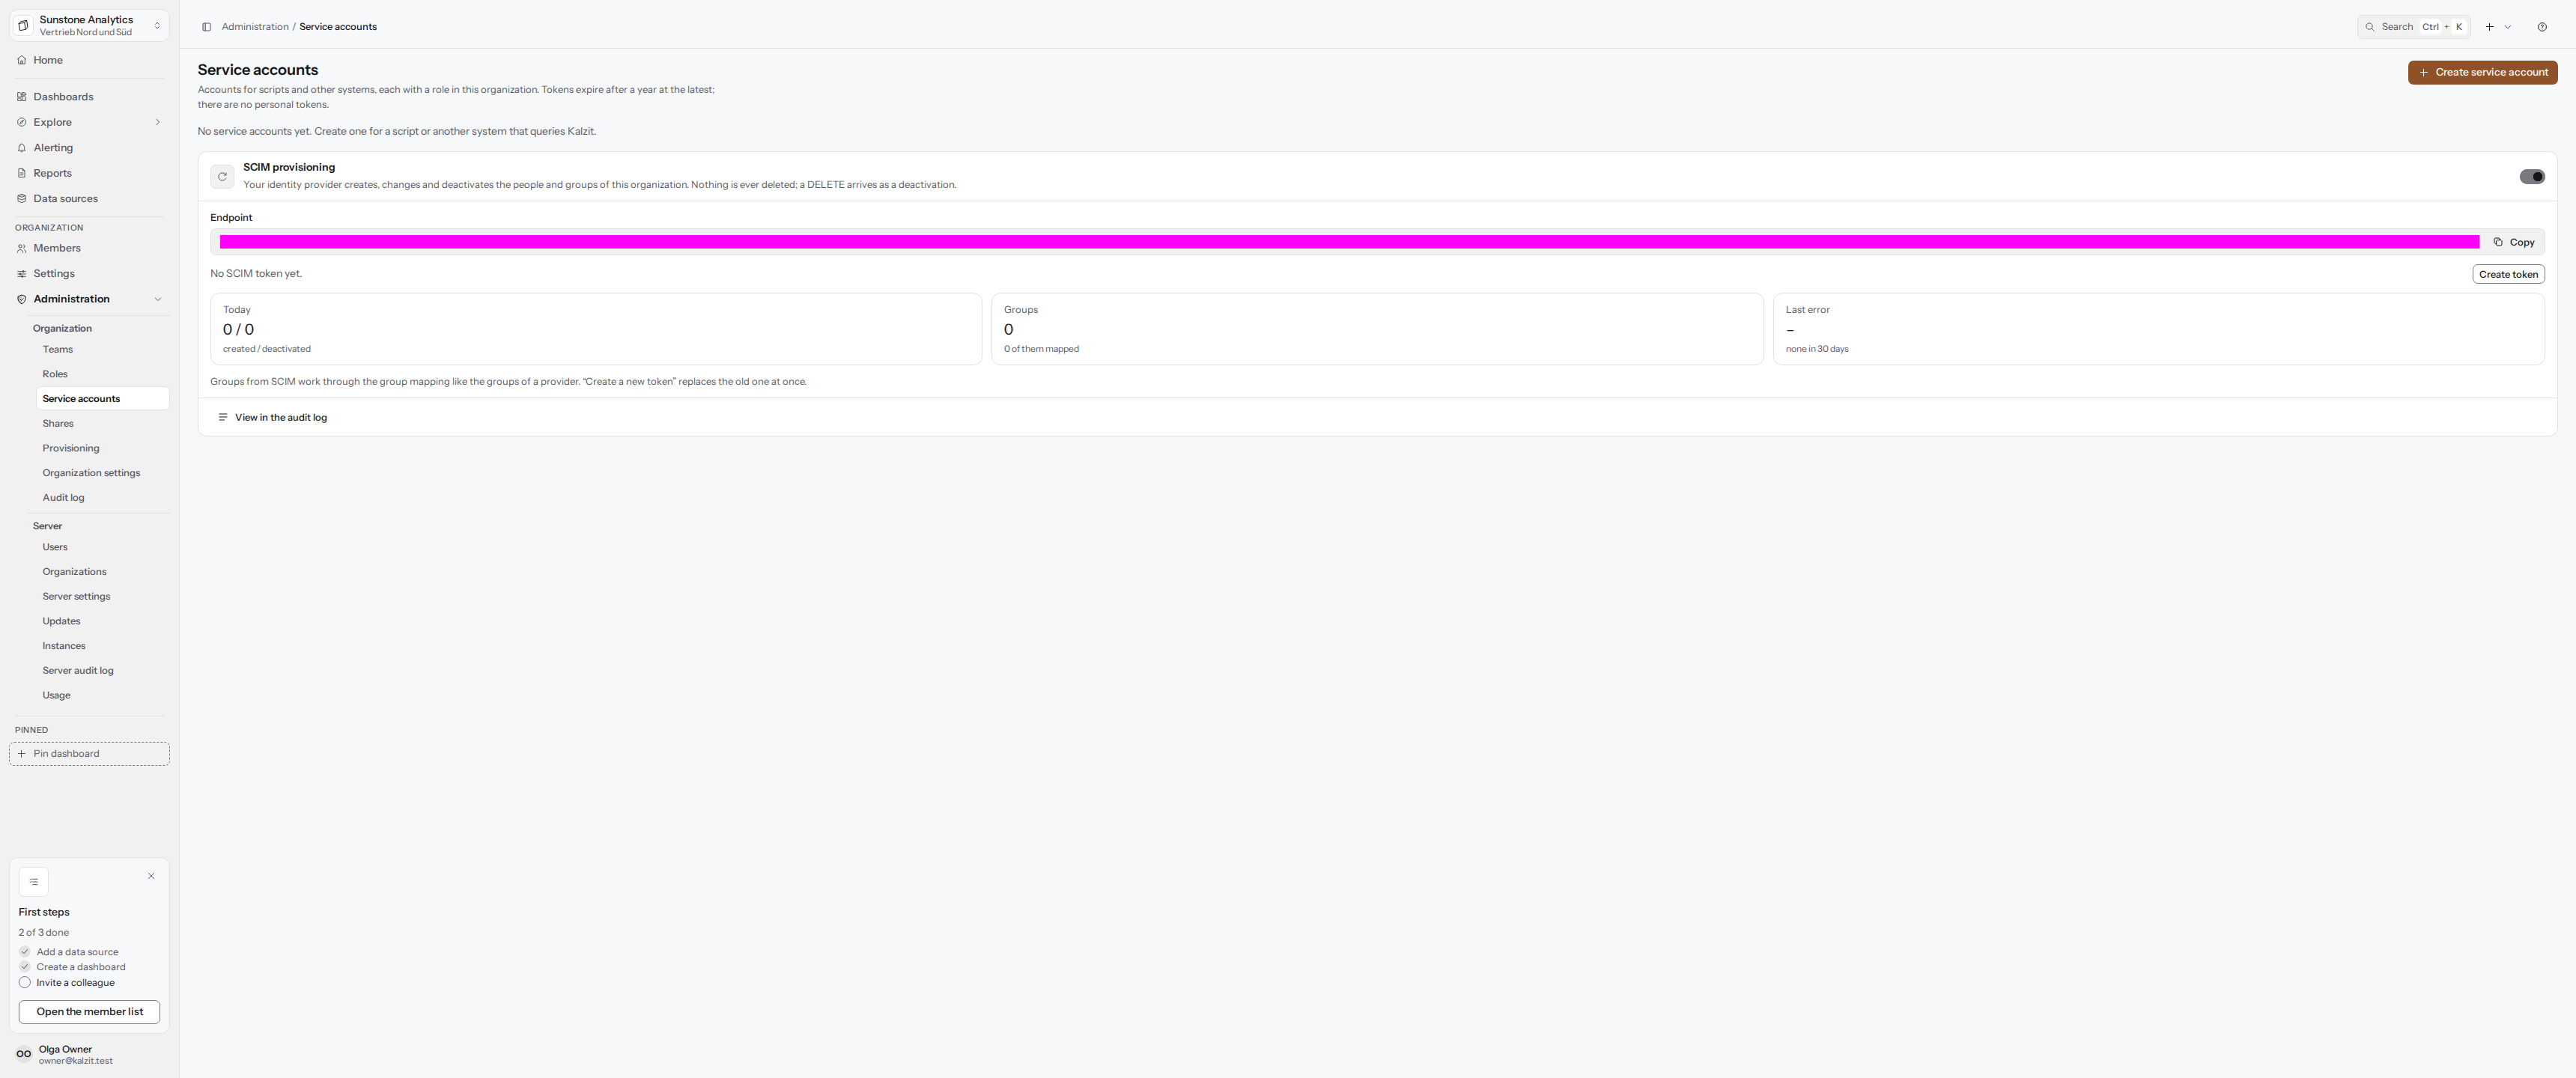 Sunstone Analytics
Vertrieb Nord und Süd
Home
Dashboards
Explore
Alerting
Reports
Data sources
ORGANIZATION
Members
Settings
Administration
Organization
Teams
Roles
Service accounts
Shares
Provisioning
Organization settings
Audit log
Server
Users
Organizations
Server settings
Updates
Instances
Server audit log
Usage
PINNED
Pin dashboard
First steps
2 of 3 done
Add a data source
Create a dashboard
Invite a colleague
Open the member list
OO
Olga Owner
owner@kalzit.test
Administration / Service accounts
Search Ctrl + K
Service accounts
Accounts for scripts and other systems, each with a role in this organization. Tokens expire after a year at the latest;
there are no personal tokens.
Create service account
No service accounts yet. Create one for a script or another system that queries Kalzit.
SCIM provisioning
Your identity provider creates, changes and deactivates the people and groups of this organization. Nothing is ever deleted; a DELETE arrives as a deactivation.
Endpoint
Copy
No SCIM token yet.
Create token
Today
0 / 0
created / deactivated
Groups
0
0 of them mapped
Last error
–
none in 30 days
Groups from SCIM work through the group mapping like the groups of a provider. “Create a new token” replaces the old one at once.
View in the audit log